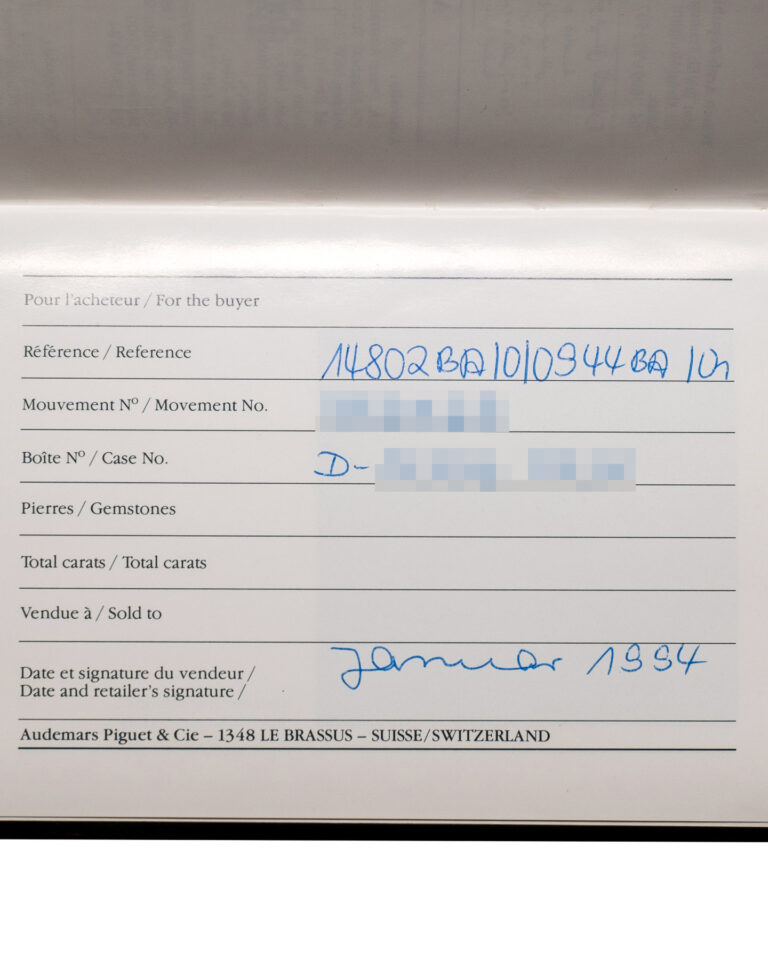 Pour l'acheteur / For the buyer
Référence / Reference 14802BA/0/0944BA/01
Mouvement Nº / Movement No.
Boîte Nº / Case No. D-
Pierres / Gemstones
Total carats / Total carats
Vendue à / Sold to
Januar 1994
Date et signature du vendeur /
Date and retailer's signature /
Audemars Piguet & Cie – 1348 LE BRASSUS – SUISSE/SWITZERLAND